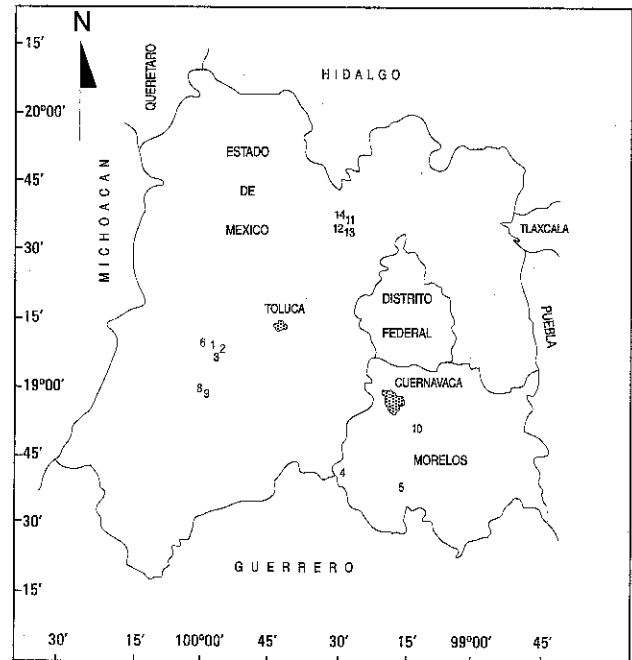 N
15'
20°00'
45'
30'
15'
19°00'
45'
30'
15'
HIDALGO
QUERETARO
MICHOACAN
ESTADO
DE
MEXICO
14 11
12 13
TLAXCALA
PUEBLA
TOLUCA
DISTRITO
FEDERAL
6 1 2
3
8 9
CUERNAVACA
10
MORELOS
4
5
GUERRERO
30' 15' 100°00' 45' 30' 15' 99°00' 45'